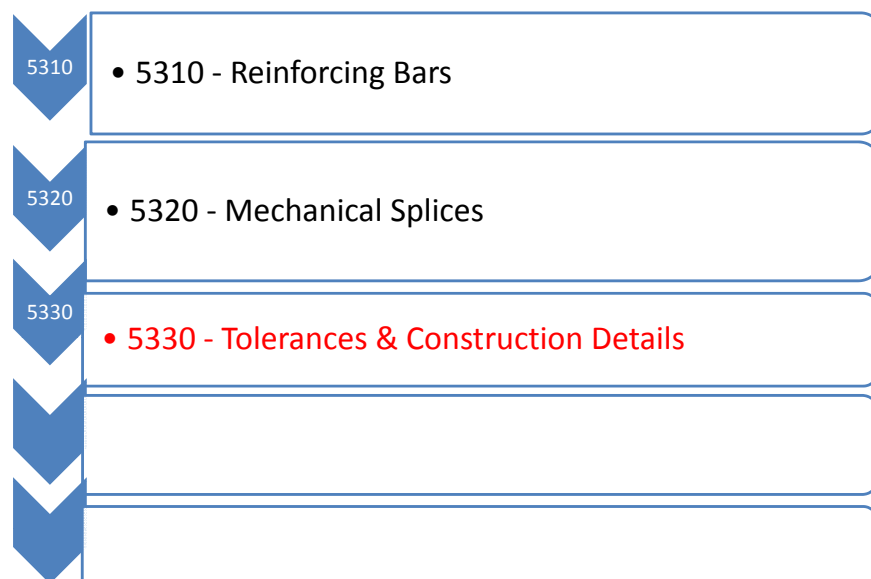 5310
• 5310 - Reinforcing Bars
5320
• 5320 - Mechanical Splices
5330
• 5330 - Tolerances & Construction Details